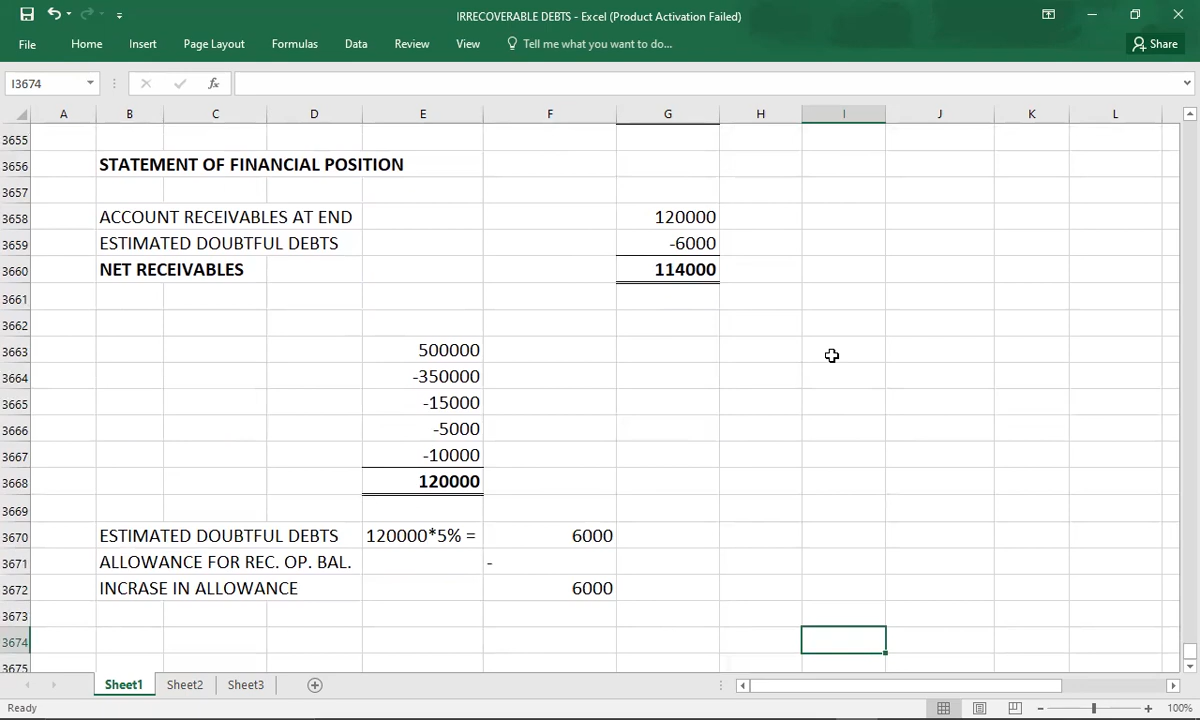 IRRECOVERABLE DEBTS - Excel (Product Activation Failed)
File Home Insert Page Layout Formulas Data Review View Tell me what you want to do... Share
I3674 fx
A B C D E F G H I J K L
3655
3656 STATEMENT OF FINANCIAL POSITION
3657
3658 ACCOUNT RECEIVABLES AT END 120000
3659 ESTIMATED DOUBTFUL DEBTS -6000
3660 NET RECEIVABLES 114000
3661
3662
3663 500000
3664 -350000
3665 -15000
3666 -5000
3667 -10000
3668 120000
3669
3670 ESTIMATED DOUBTFUL DEBTS 120000*5% = 6000
3671 ALLOWANCE FOR REC. OP. BAL. -
3672 INCRASE IN ALLOWANCE 6000
3673
3674
3675
Sheet1 Sheet2 Sheet3
Ready 100%